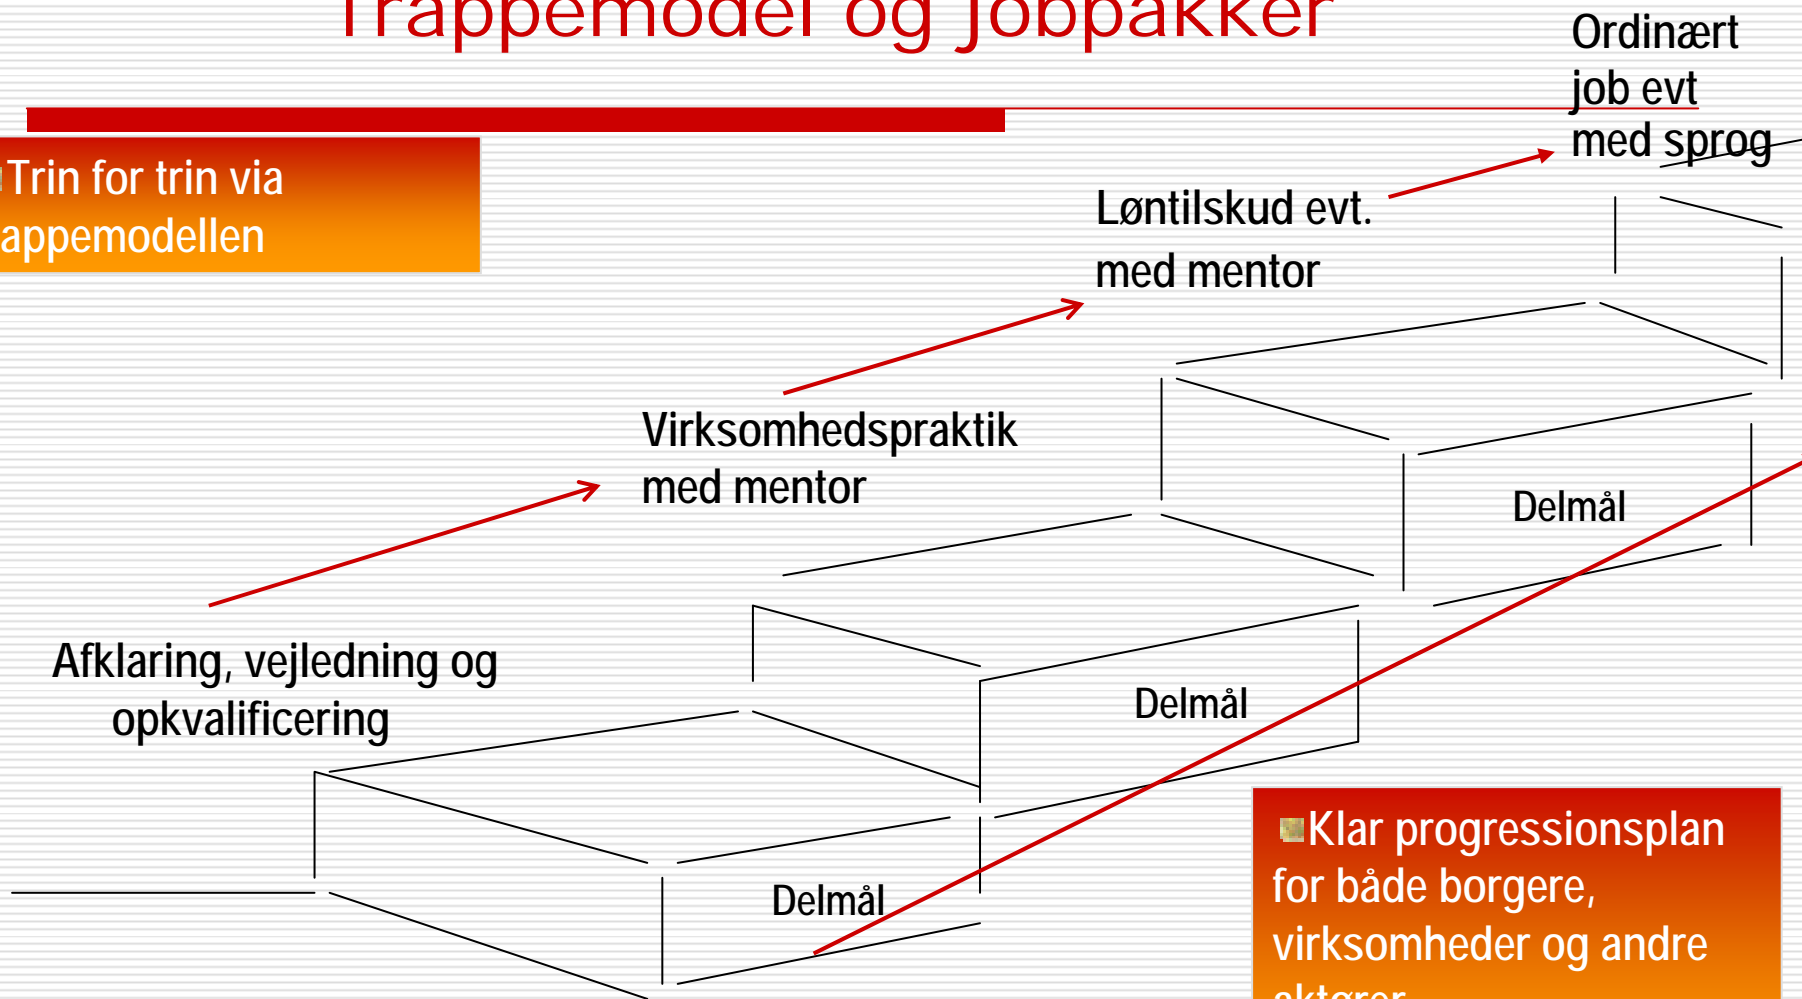 Trappemodel og jobpakker
Ordinært
job evt
med sprog
Trin for trin via
appemodellen
Løntilskud evt.
med mentor
Virksomhedspraktik
med mentor
Delmål
Afklaring, vejledning og
opkvalificering
Delmål
Delmål
Klar progressionsplan
for både borgere,
virksomheder og andre
aktører